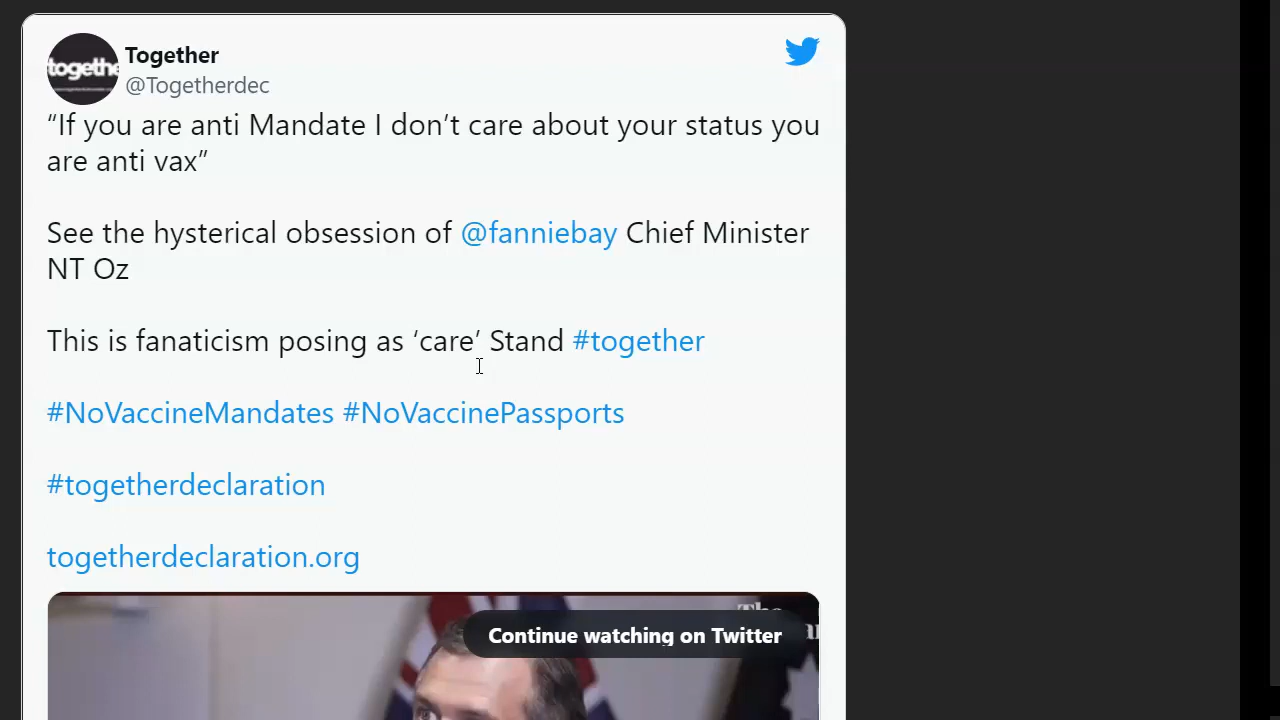 togethe
Together
@Togetherdec
“If you are anti Mandate I don’t care about your status you
are anti vax”
See the hysterical obsession of @fanniebay Chief Minister
NT Oz
This is fanaticism posing as ‘care’ Stand #together
#NoVaccineMandates #NoVaccinePassports
#togetherdeclaration
togetherdeclaration.org
The
Continue watching on Twitter